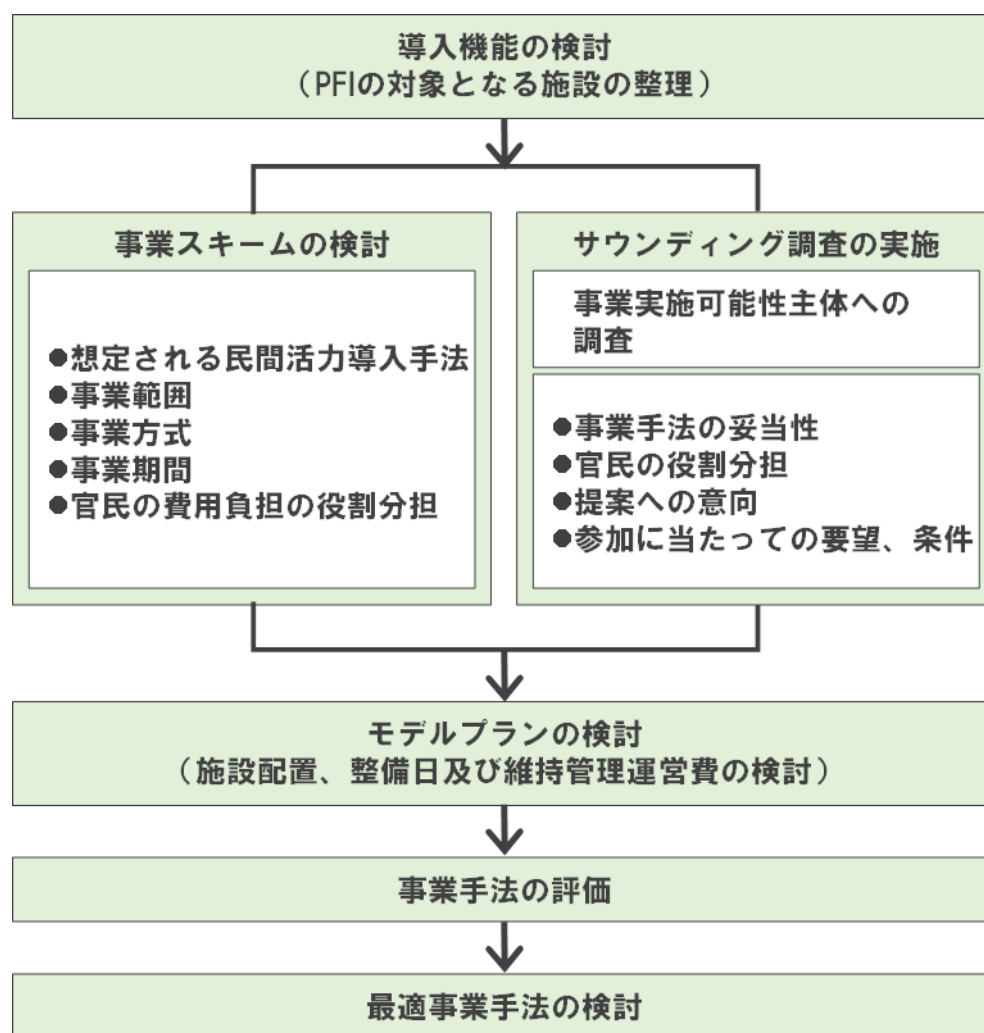 導入機能の検討
（PFIの対象となる施設の整理）
事業スキームの検討
●想定される民間活力導入手法
●事業範囲
●事業方式
●事業期間
●官民の費用負担の役割分担
サウンディング調査の実施
事業実施可能性主体への
調査
●事業手法の妥当性
●官民の役割分担
●提案への意向
●参加に当たっての要望、条件
モデルプランの検討
（施設配置、整備日及び維持管理運営費の検討）
事業手法の評価
最適事業手法の検討